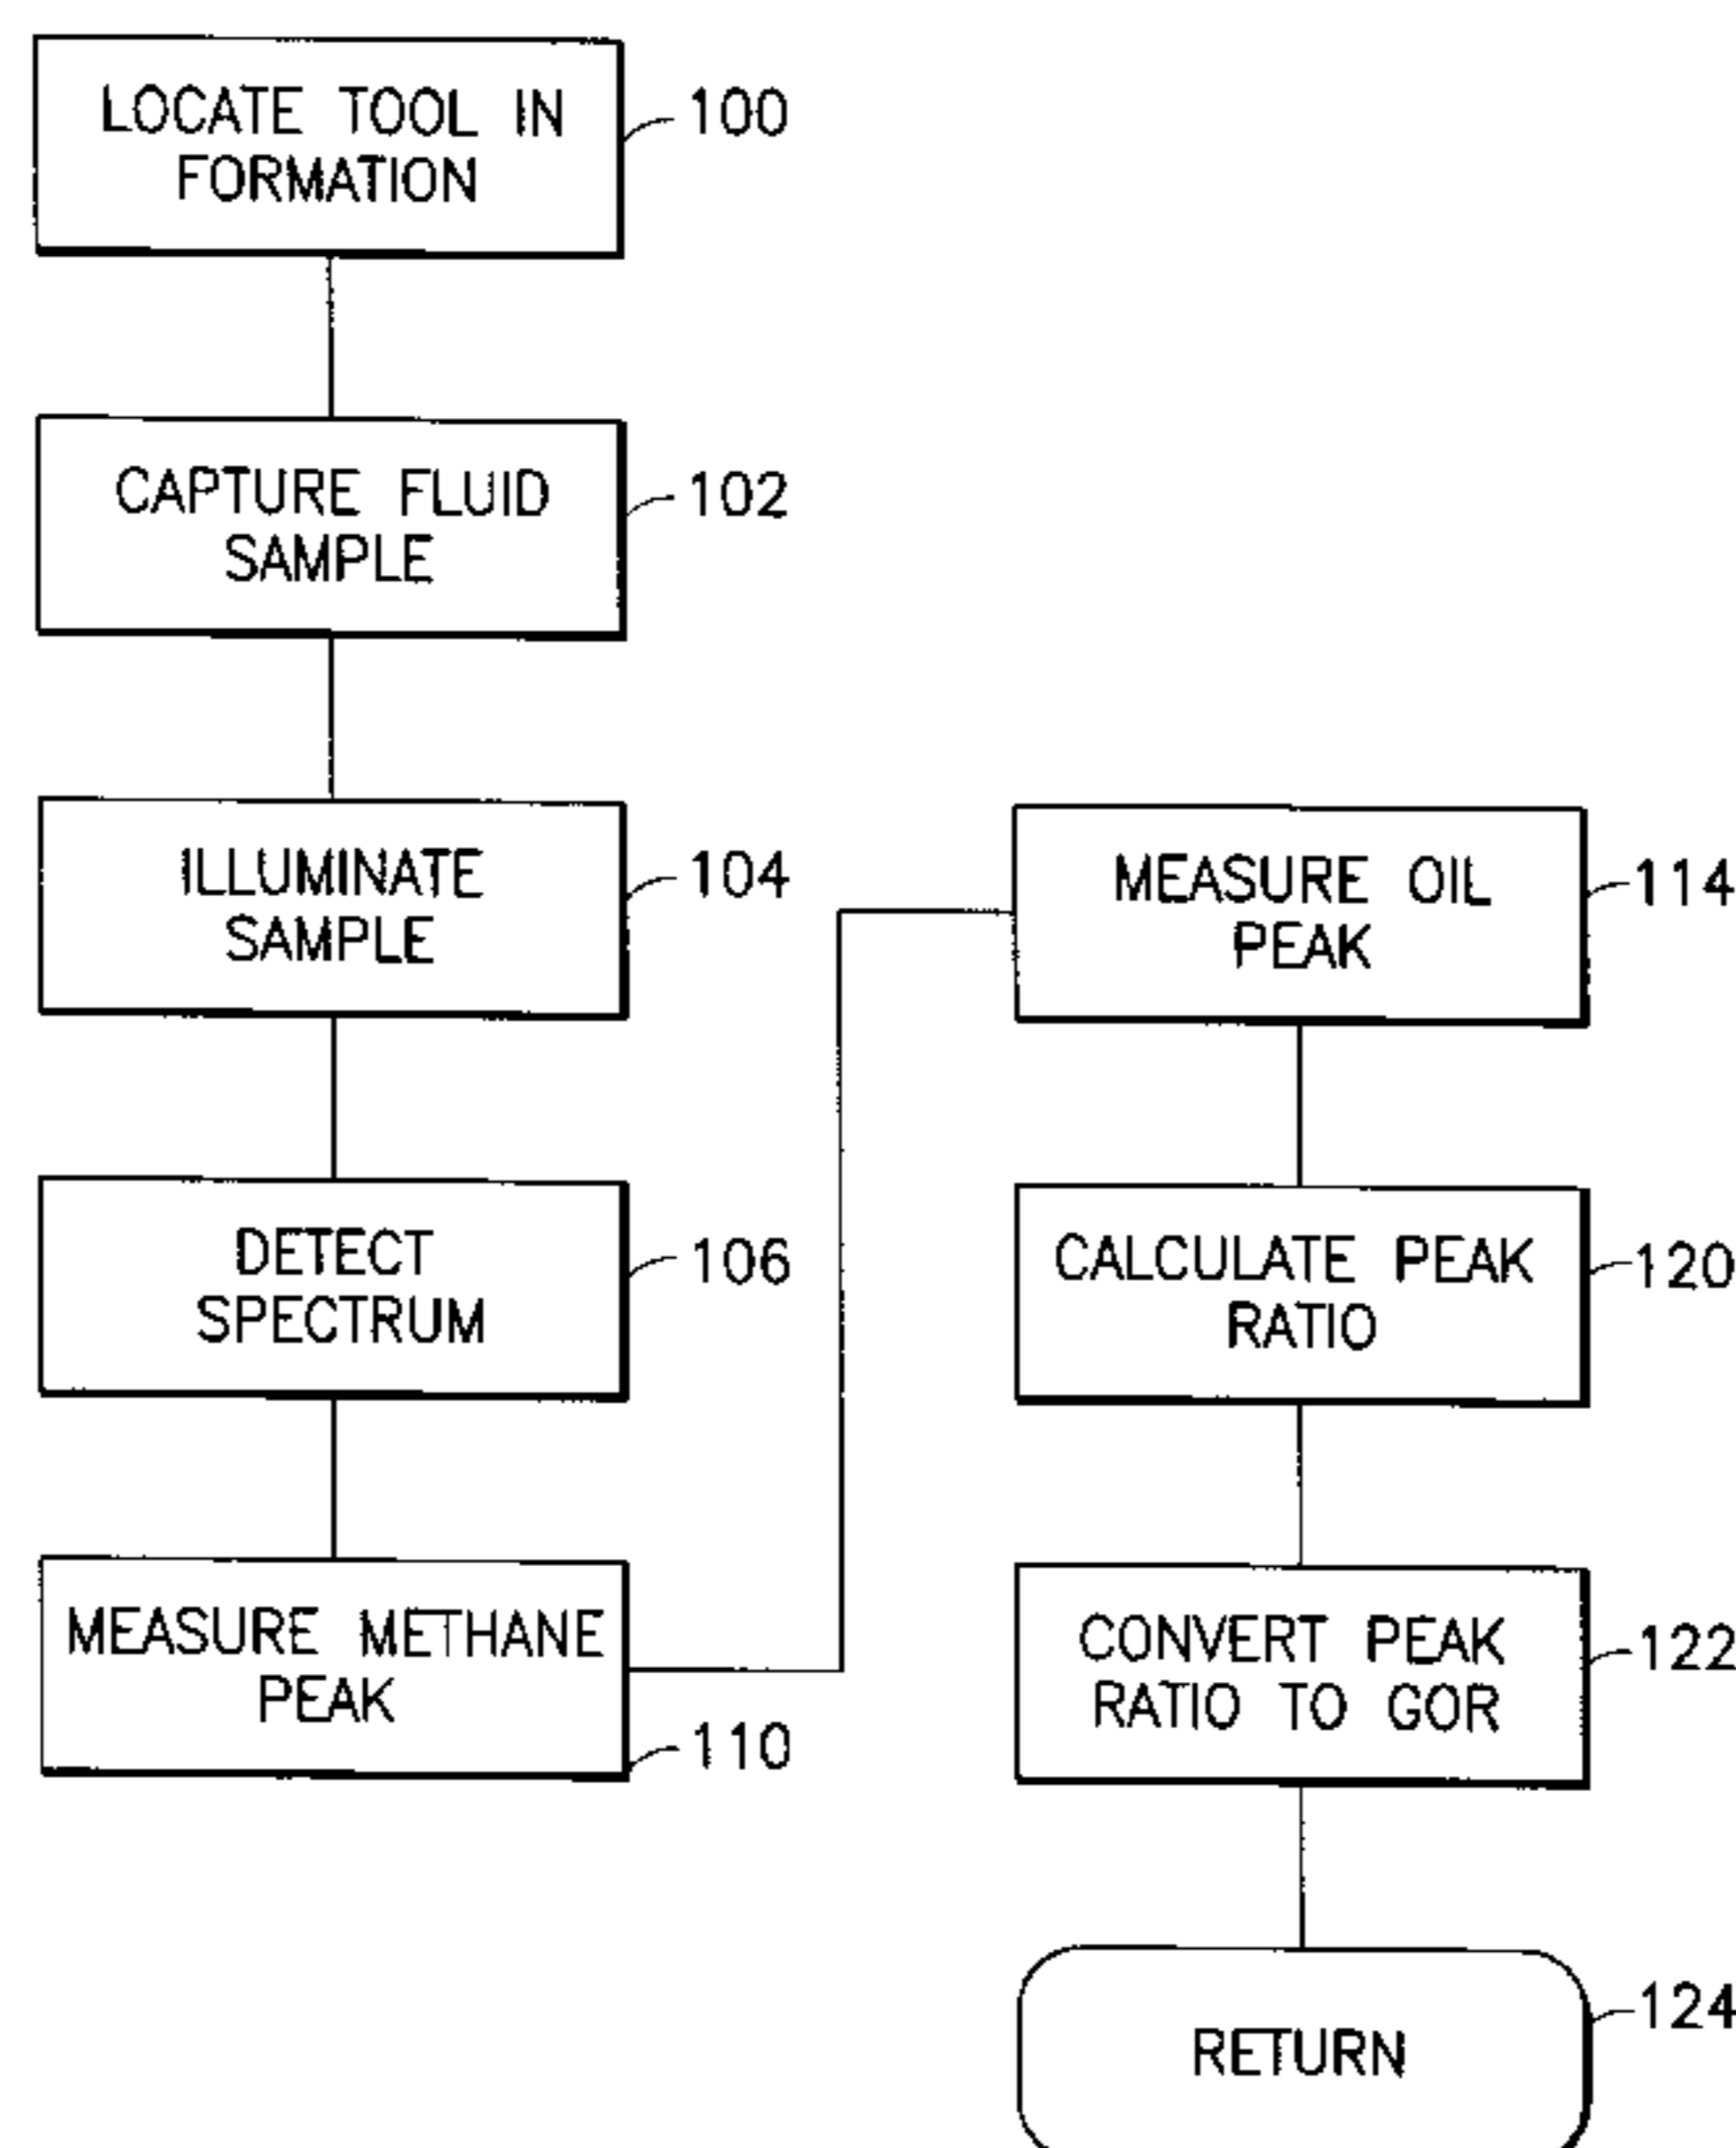 LOCATE TOOL IN
FORMATION
100
CAPTURE FLUID
SAMPLE
102
ILLUMINATE
SAMPLE
104
DETECT
SPECTRUM
106
MEASURE METHANE
PEAK
110
MEASURE OIL
PEAK
114
CALCULATE PEAK
RATIO
120
CONVERT PEAK
RATIO TO GOR
122
RETURN
124